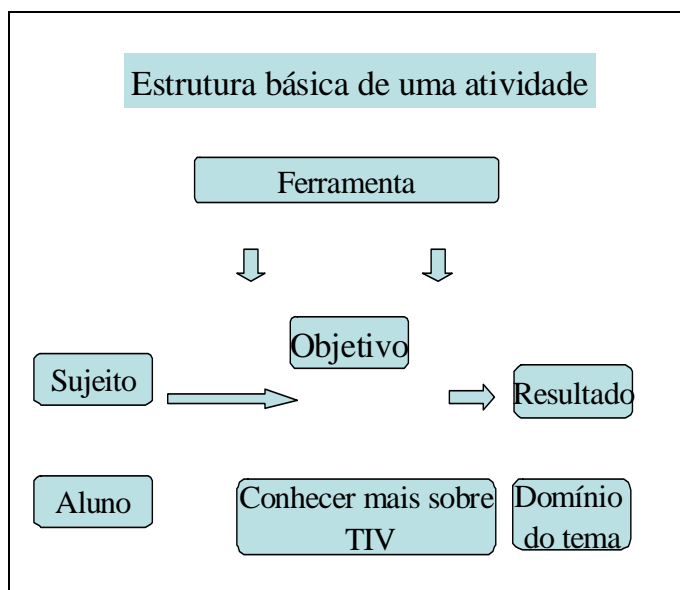 Estrutura básica de uma atividade
Ferramenta
Objetivo
Sujeito
Resultado
Aluno
Conhecer mais sobre
TIV
Domínio
do tema